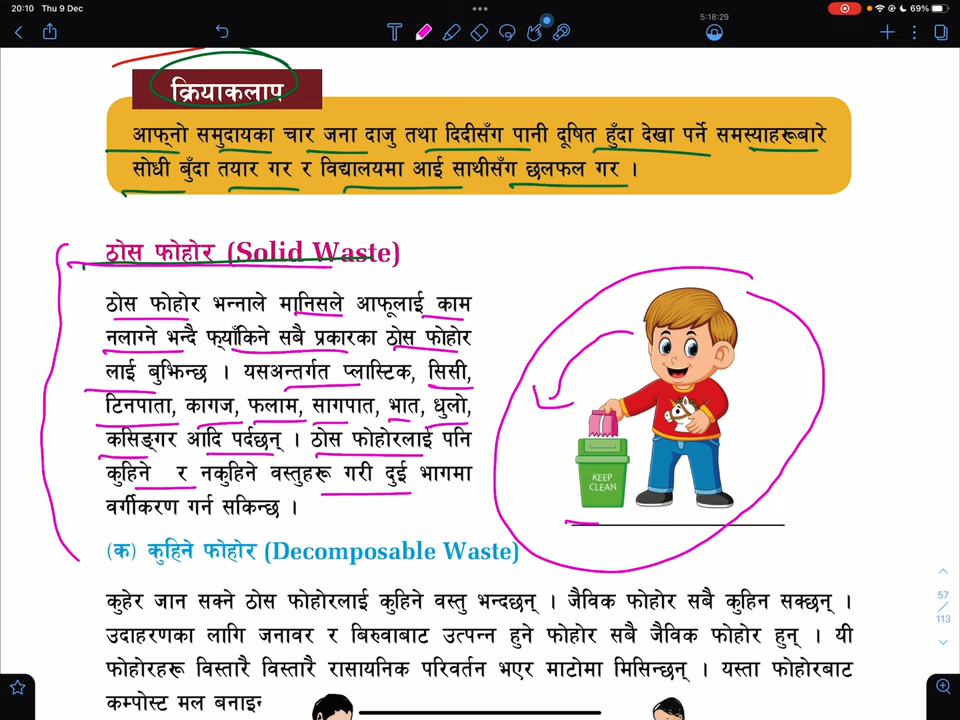 20:10 Thu 9 Dec
5:18:29
69%
क्रियाकलाप
आफ्नो समुदायका चार जना दाजु तथा दिदीसँग पानी दूषित हुँदा देखा पर्ने समस्याहरूबारे
सोधी बुँदा तयार गर र विद्यालयमा आई साथीसँग छलफल गर ।
ठोस फोहोर (Solid Waste)
ठोस फोहोर भन्नाले मानिसले आफूलाई काम
नलाग्ने भन्दै फ्याँकिने सबै प्रकारका ठोस फोहोर
लाई बुझिन्छ । यसअन्तर्गत प्लास्टिक, सिसी,
टिनपाता, कागज, फलाम, सागपात, भात, धुलो,
कसिङ्गर आदि पर्दछन् । ठोस फोहोरलाई पनि
कुहिने र नकुहिने वस्तुहरू गरी दुई भागमा
वर्गीकरण गर्न सकिन्छ ।
KEEP
CLEAN
(क) कुहिने फोहोर (Decomposable Waste)
कुहेर जान सक्ने ठोस फोहोरलाई कुहिने वस्तु भन्दछन् । जैविक फोहोर सबै कुहिन सक्छन् ।
उदाहरणका लागि जनावर र बिरुवाबाट उत्पन्न हुने फोहोर सबै जैविक फोहोर हुन् । यी
फोहोरहरू विस्तारै विस्तारै रासायनिक परिवर्तन भएर माटोमा मिसिन्छन् । यस्ता फोहोरबाट
कम्पोस्ट मल
57
113